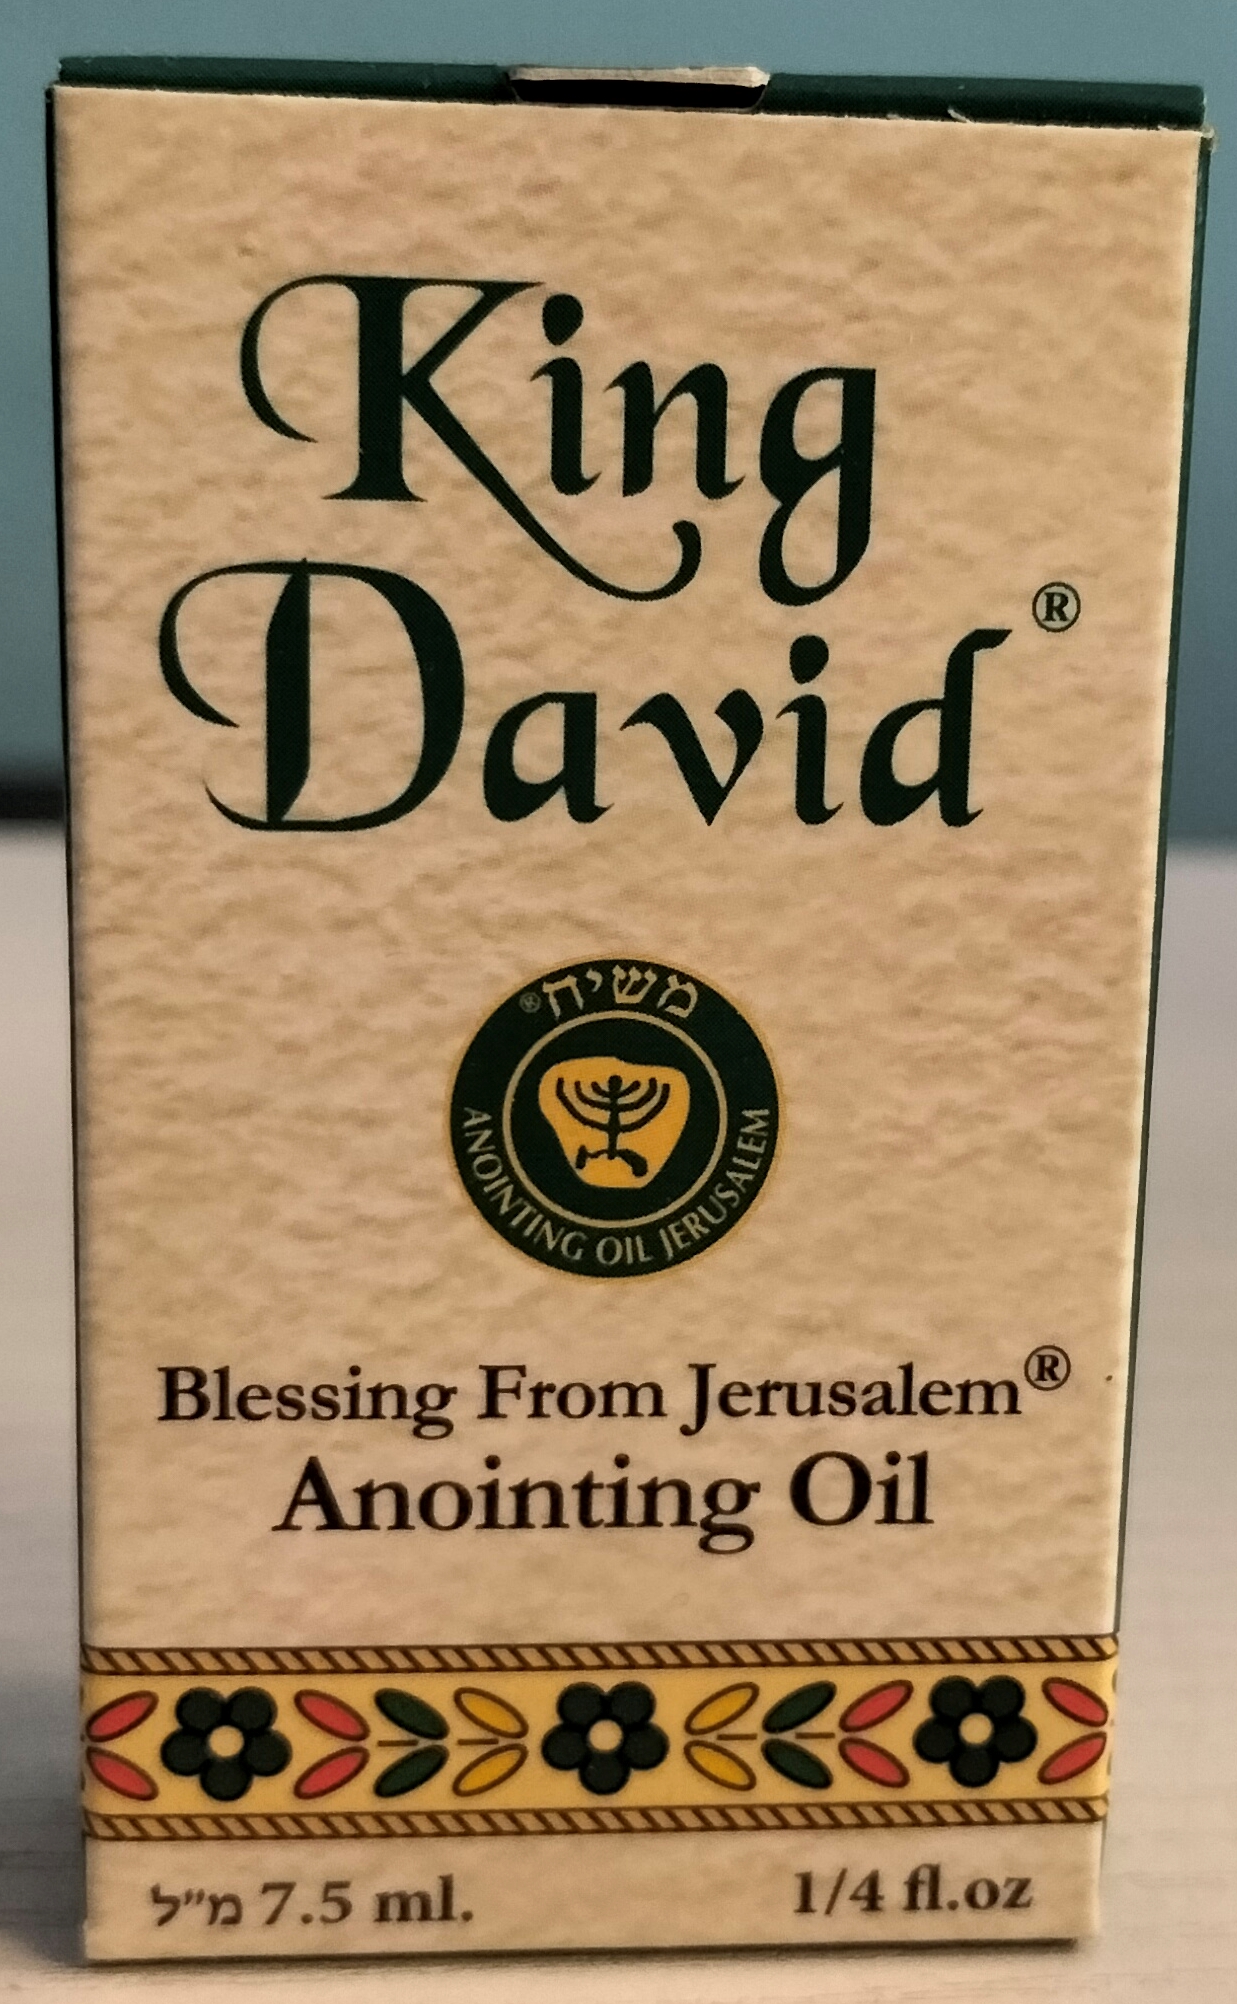 King
David®
משיח®
ANOINTING OIL JERUSALEM
Blessing From Jerusalem®
Anointing Oil
מ"ל 7.5 ml.
1/4 fl.oz